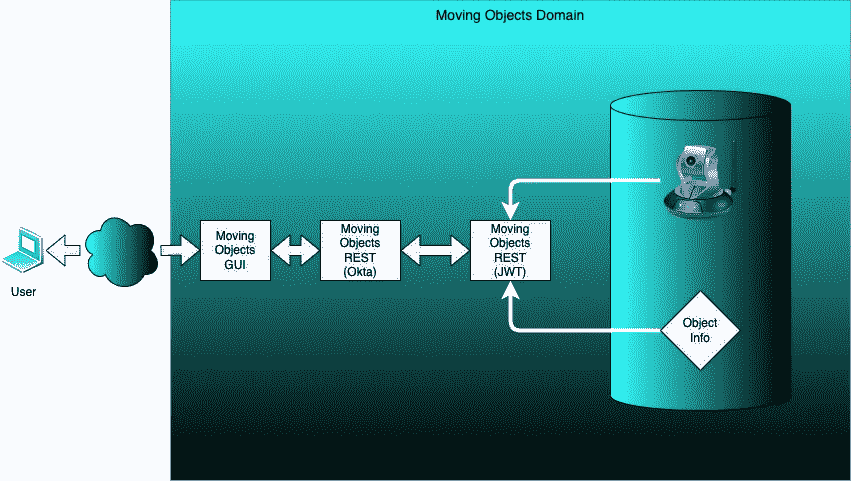 Moving Objects Domain
User
Moving
Objects
GUI
Moving
Objects
REST
(Okta)
Moving
Objects
REST
(JWT)
Object
Info